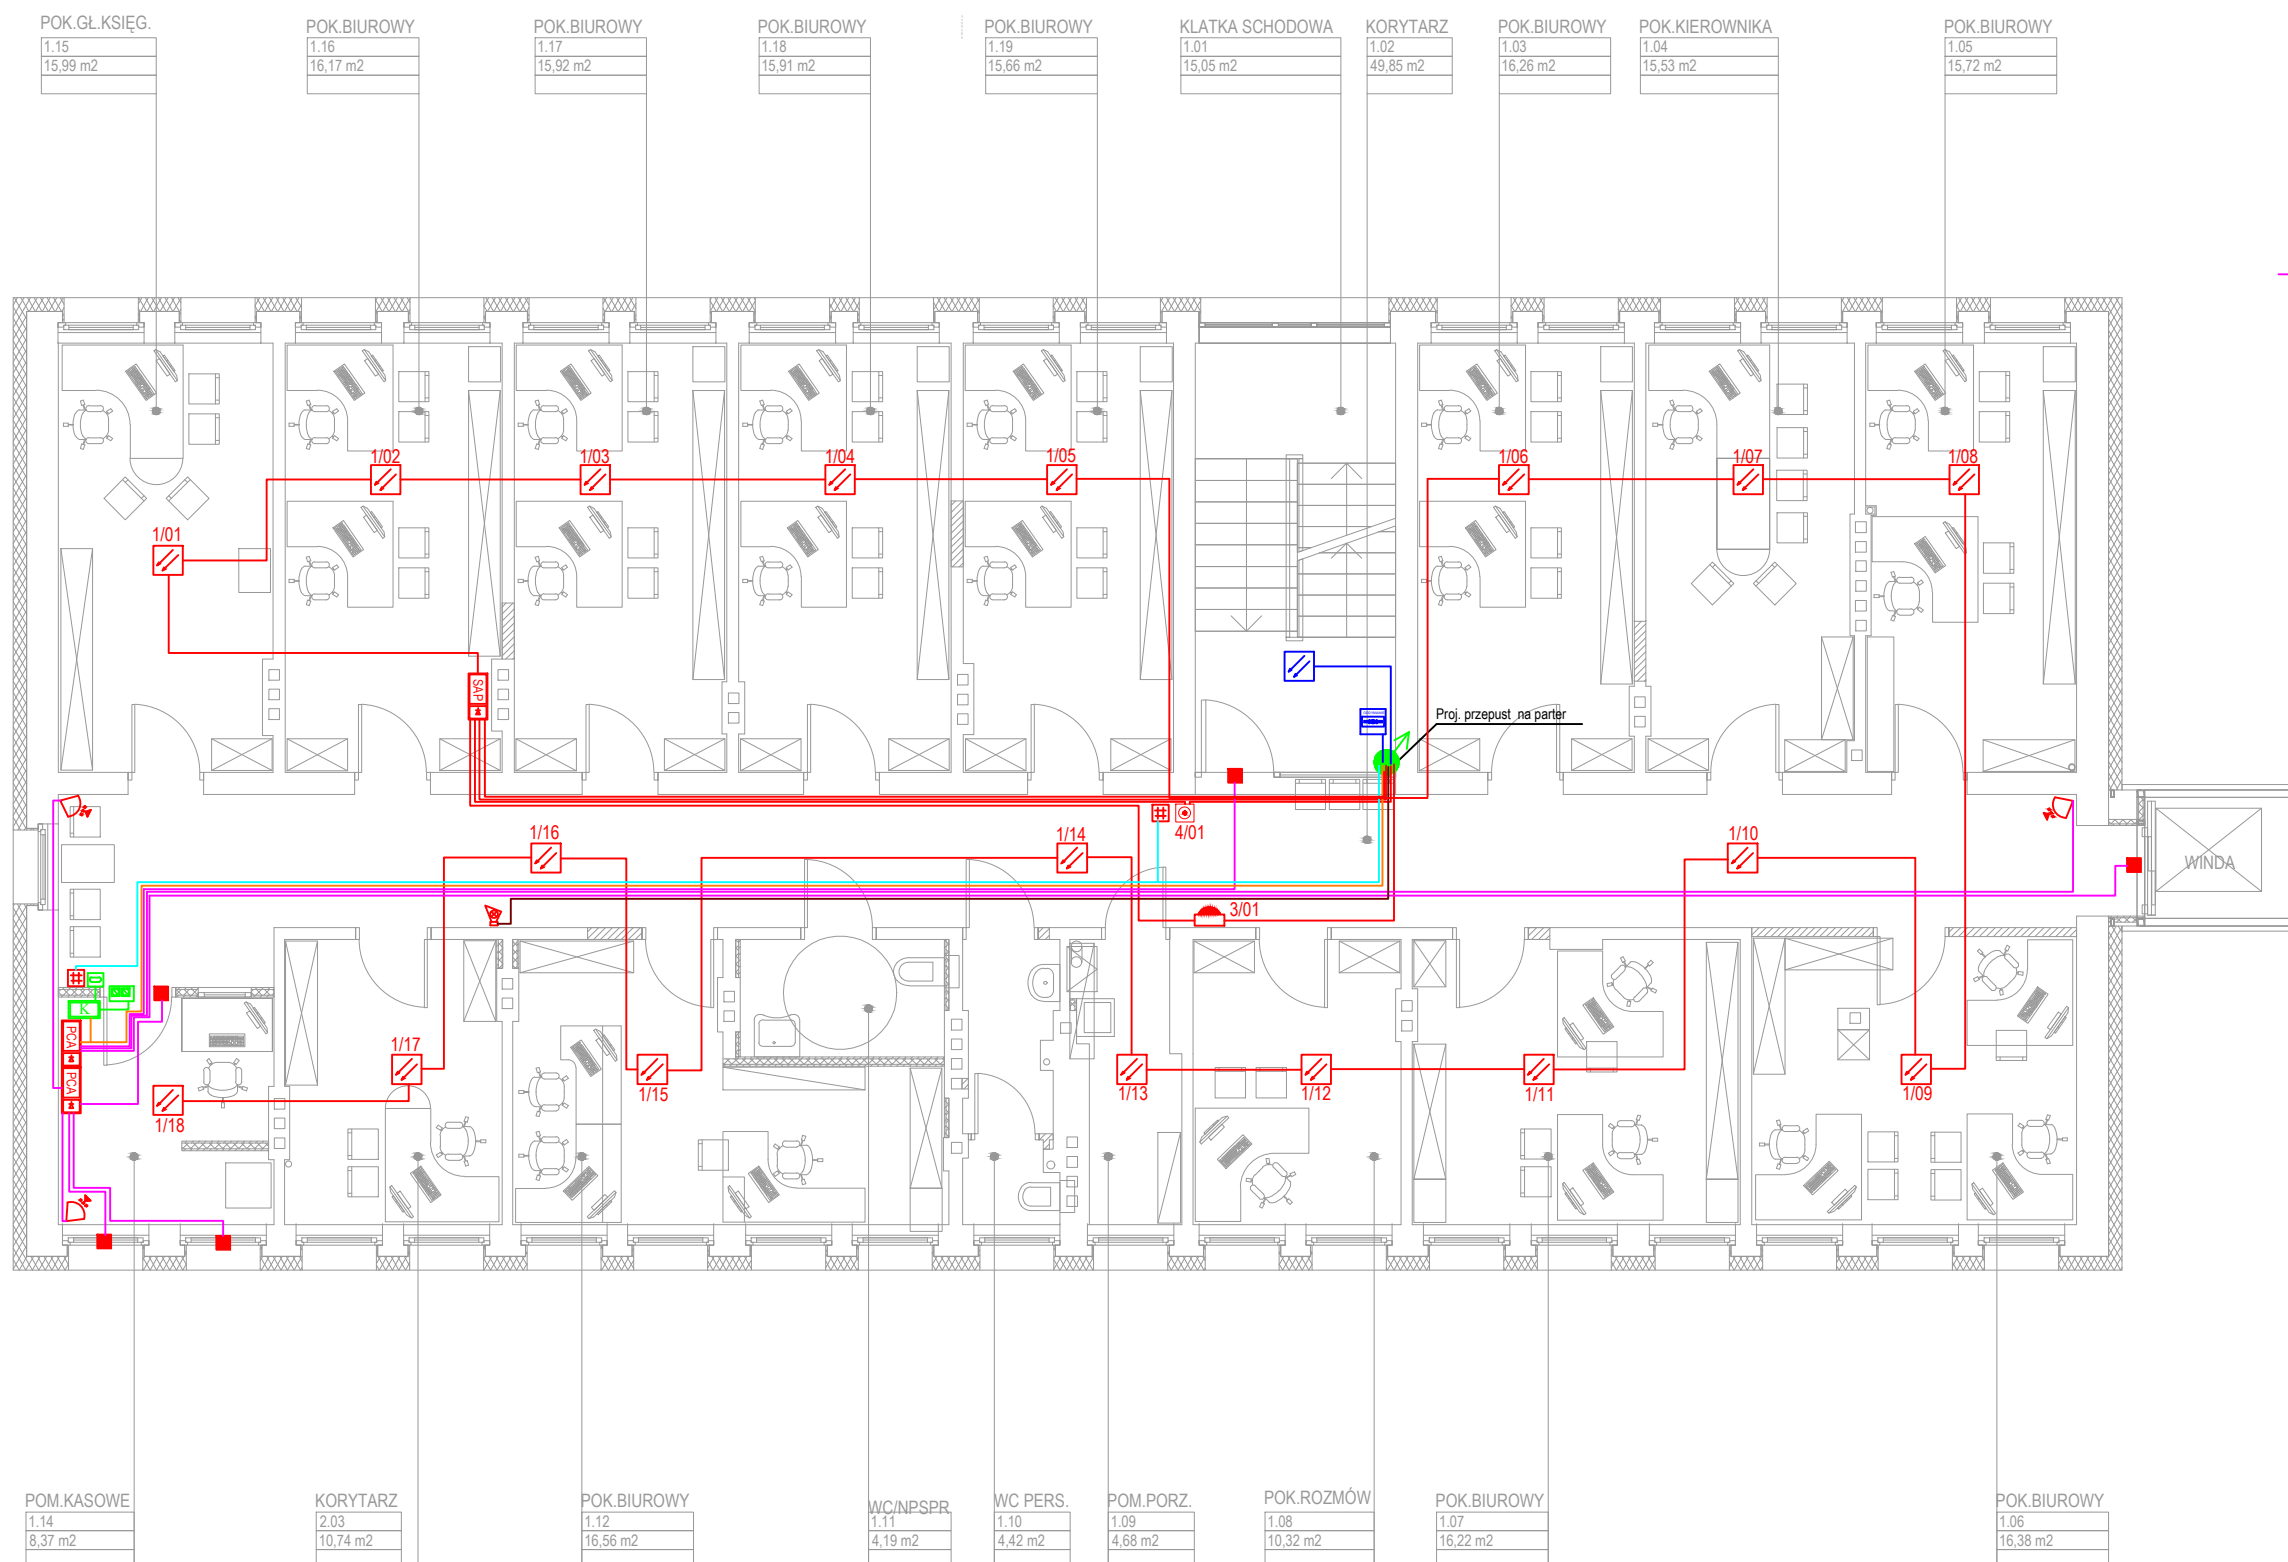 POK.GŁ.KSIĘG.
1.15
15,99 m2
POK.BIUROWY
1.16
16,17 m2
POK.BIUROWY
1.17
15,92 m2
POK.BIUROWY
1.18
15,91 m2
POK.BIUROWY
1.19
15,66 m2
KLATKA SCHODOWA
1.01
15,05 m2
KORYTARZ
1.02
49,85 m2
POK.BIUROWY
1.03
16,26 m2
POK.KIEROWNIKA
1.04
15,53 m2
POK.BIUROWY
1.05
15,72 m2
1/02
1/03
1/04
1/05
1/06
1/07
1/08
1/01
SAP
Proj. przepust na parter
4/01
1/16
1/14
1/10
WINDA
3/01
K
PCA
PCA
1/17
1/18
1/15
1/13
1/12
1/11
1/09
POM.KASOWE
1.14
8,37 m2
KORYTARZ
2.03
10,74 m2
POK.BIUROWY
1.12
16,56 m2
WC/NPSPR
1.11
4,19 m2
WC PERS.
1.10
4,42 m2
POM.PORZ.
1.09
4,68 m2
POK.ROZMÓW
1.08
10,32 m2
POK.BIUROWY
1.07
16,22 m2
POK.BIUROWY
1.06
16,38 m2